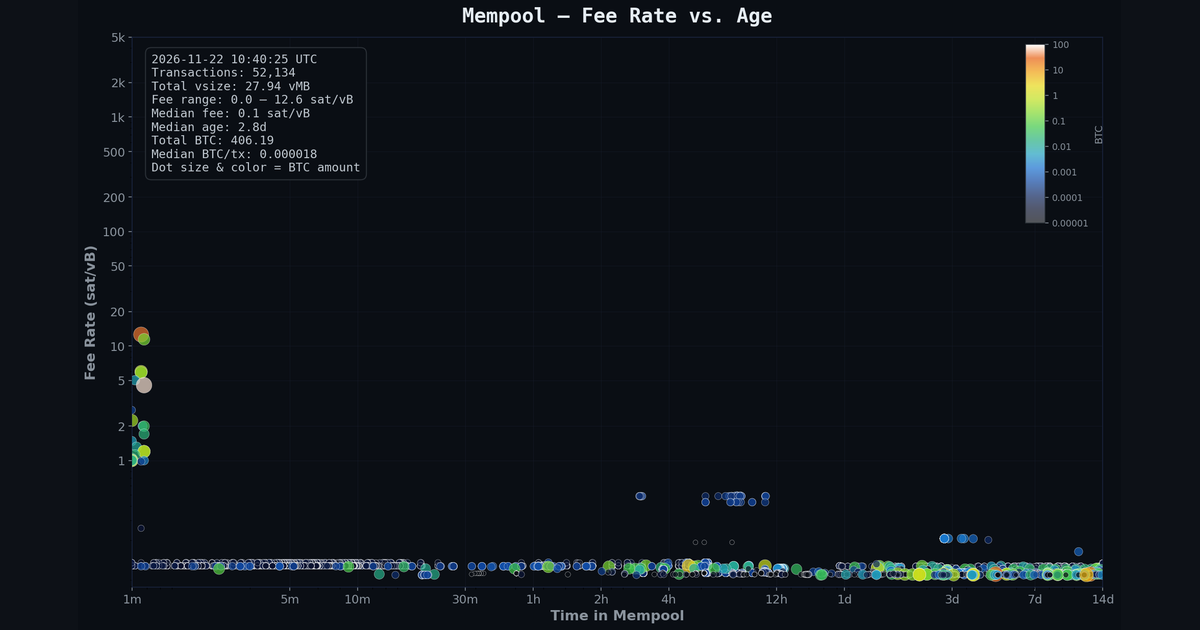 Mempool — Fee Rate vs. Age
5k
2k
1k
500
200
100
50
20
10
5
2
1
Fee Rate (sat/vB)
2026-11-22 10:40:25 UTC
Transactions: 52,134
Total vsize: 27.94 vMB
Fee range: 0.0 — 12.6 sat/vB
Median fee: 0.1 sat/vB
Median age: 2.8d
Total BTC: 406.19
Median BTC/tx: 0.000018
Dot size & color = BTC amount
100
10
1
0.1
0.01
0.001
0.0001
0.00001
BTC
1m 5m 10m 30m 1h 2h 4h 12h 1d 3d 7d 14d
Time in Mempool